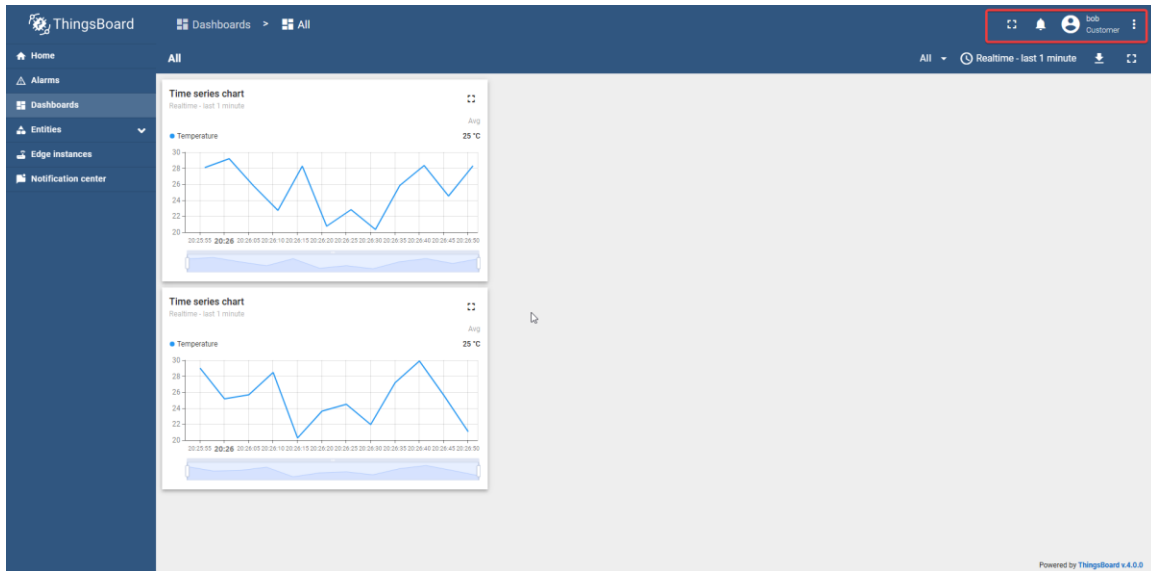 ThingsBoard
Dashboards > All
bob
Customer
Home
Alarms
Dashboards
Entities
Edge instances
Notification center
All
All
Realtime - last 1 minute
Time series chart
Realtime - last 1 minute
Avg
Temperature 25 °C
30
28
26
24
22
20
20:25:55 20:26 20:26:05 20:26:10 20:26:15 20:26:20 20:26:25 20:26:30 20:26:35 20:26:40 20:26:45 20:26:50
Time series chart
Realtime - last 1 minute
Avg
Temperature 25 °C
30
28
26
24
22
20
20:25:55 20:26 20:26:05 20:26:10 20:26:15 20:26:20 20:26:25 20:26:30 20:26:35 20:26:40 20:26:45 20:26:50
Powered by ThingsBoard v.4.0.0